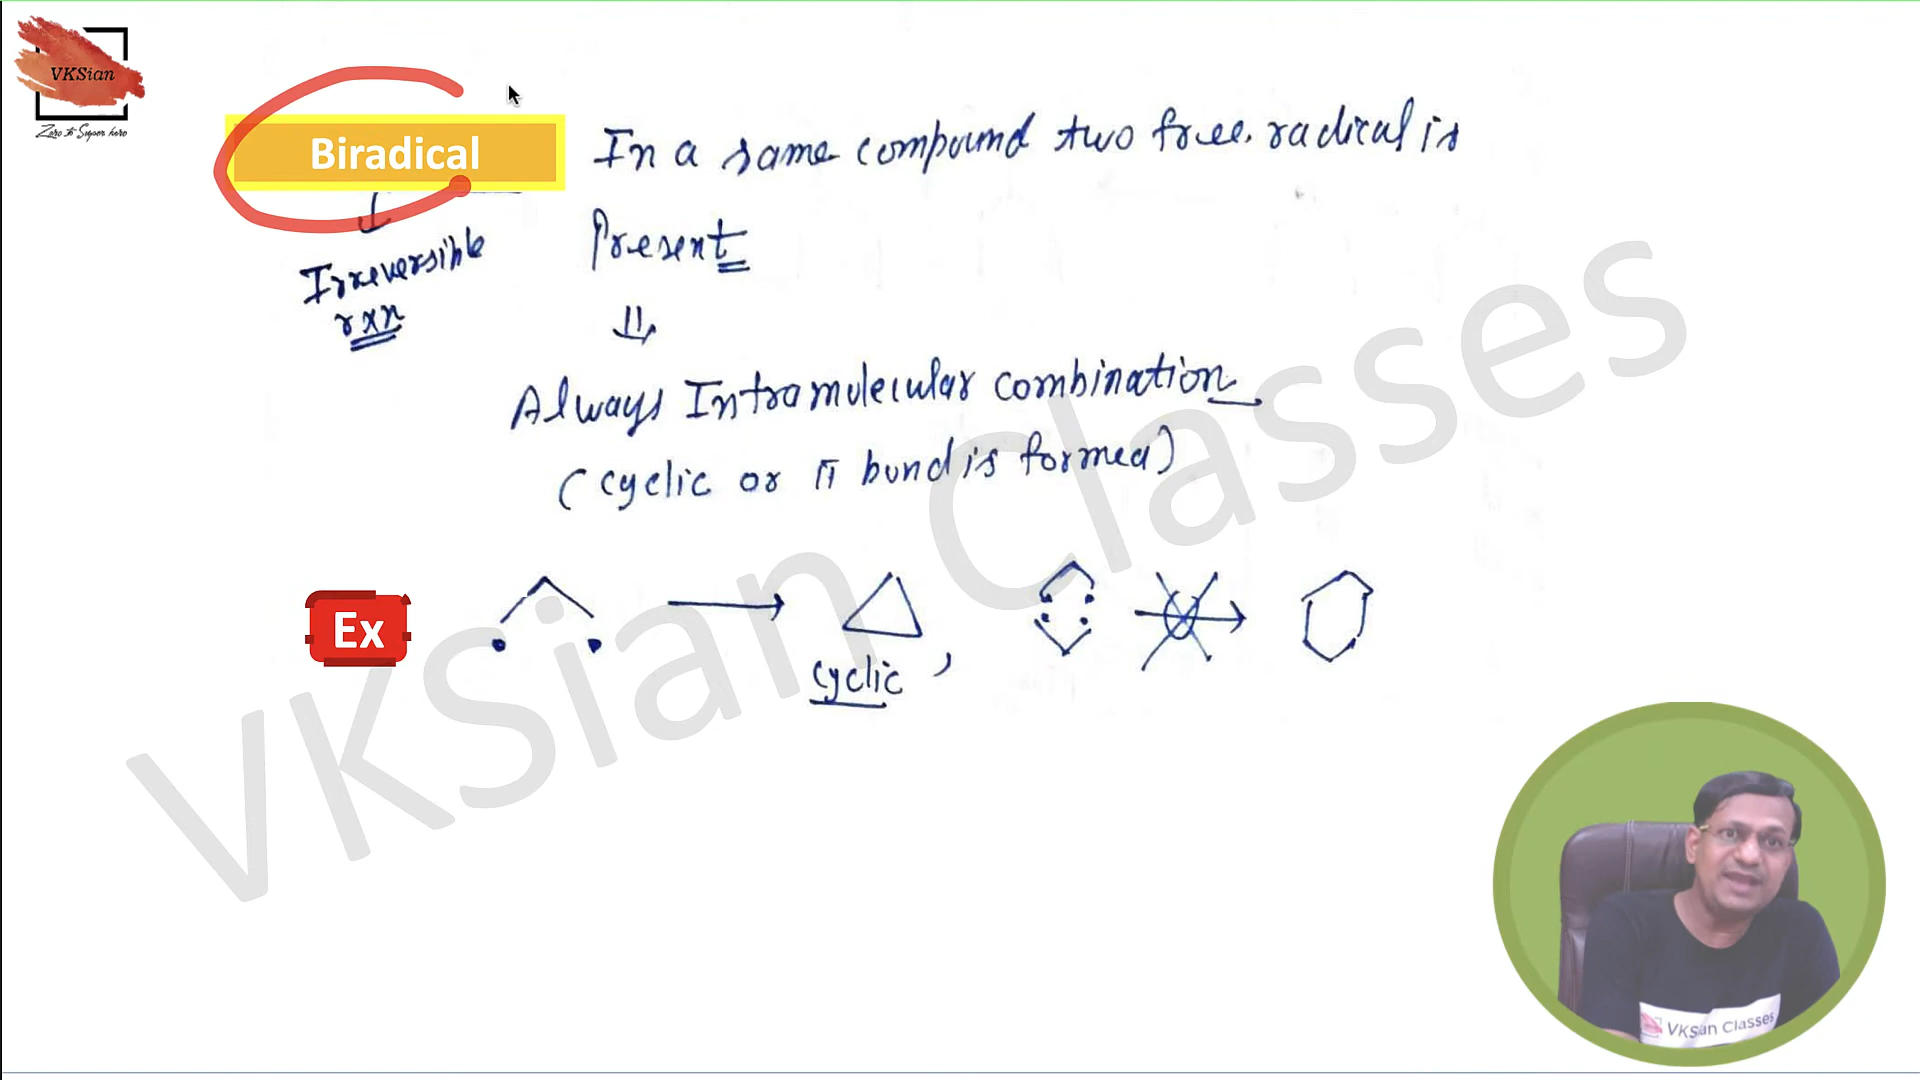 VKSian
Zero to Super hero
Biradical
In a same compound two free radical is
Present
Irreversible
rxn
⇓
Always Intramolecular combination
(cyclic or π bond is formed)
Ex
cyclic ,
VKSian Classes
VKSian Classes